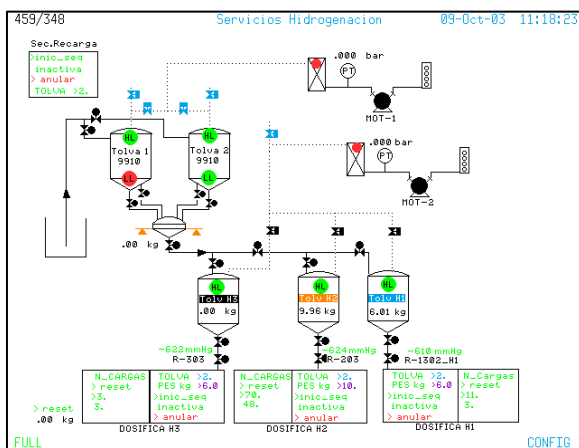 459/348
Servicios Hidrogenacion
09-Oct-03 11:18:23
Sec.Recarga
>inic_seq
inactiva
> anular
TOLVA >2.
.000 bar
PT
MOT-1
HL
Tolva 1
9910
LL
HL
Tolva 2
9910
LL
.000 bar
PT
MOT-2
.00 kg
HL
Tolv H3
.00 kg
HL
Tolv H2
9.96 kg
HL
Tolv H1
6.01 kg
-633 mmHg
R-303
-624 mmHg
R-203
-610 mmHg
R-1302_H1
N_CARGAS
> reset
>3.
3.
TOLVA >2.
PES kg >6.0
>inic_seq
inactiva
> anular
DOSIFICA H3
N_CARGAS
> reset
>70.
48.
TOLVA >2.
PES kg >10.
>inic_seq
inactiva
> anular
DOSIFICA H2
TOLVA >2.
PES kg >6.0
>inic_seq
inactiva
> anular
N_Cargas
> reset
>11.
3.
DOSIFICA H1
> reset
.00 kg
FULL
CONFIG